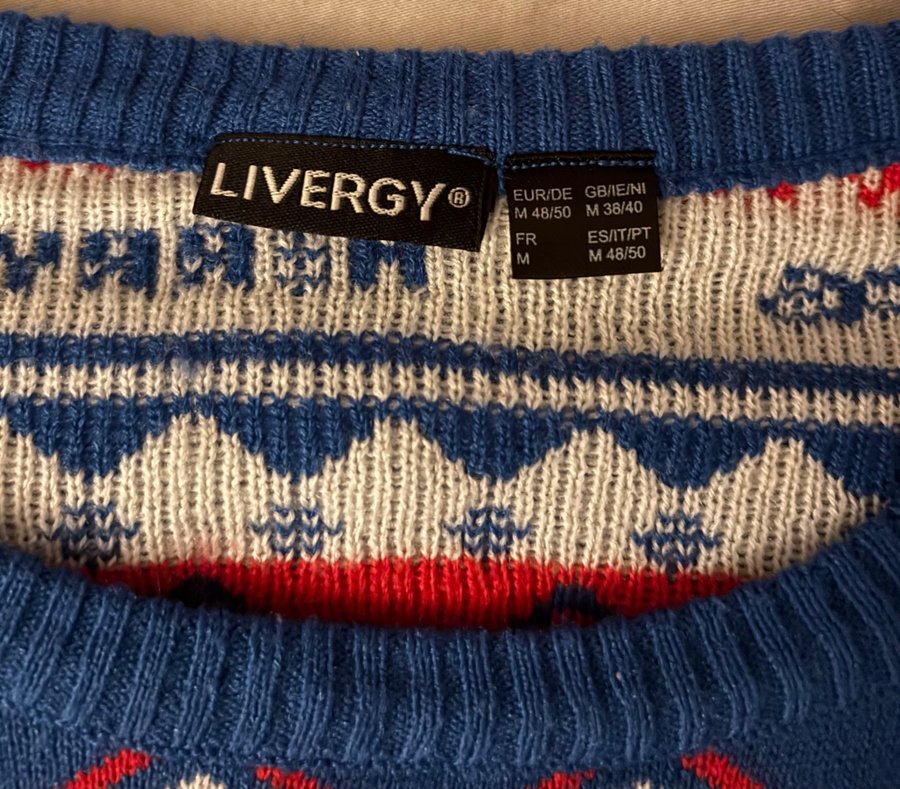 LIVERGY®
EUR/DE GB/IE/NI
M 48/50 M 38/40
FR ES/IT/PT
M M 48/50